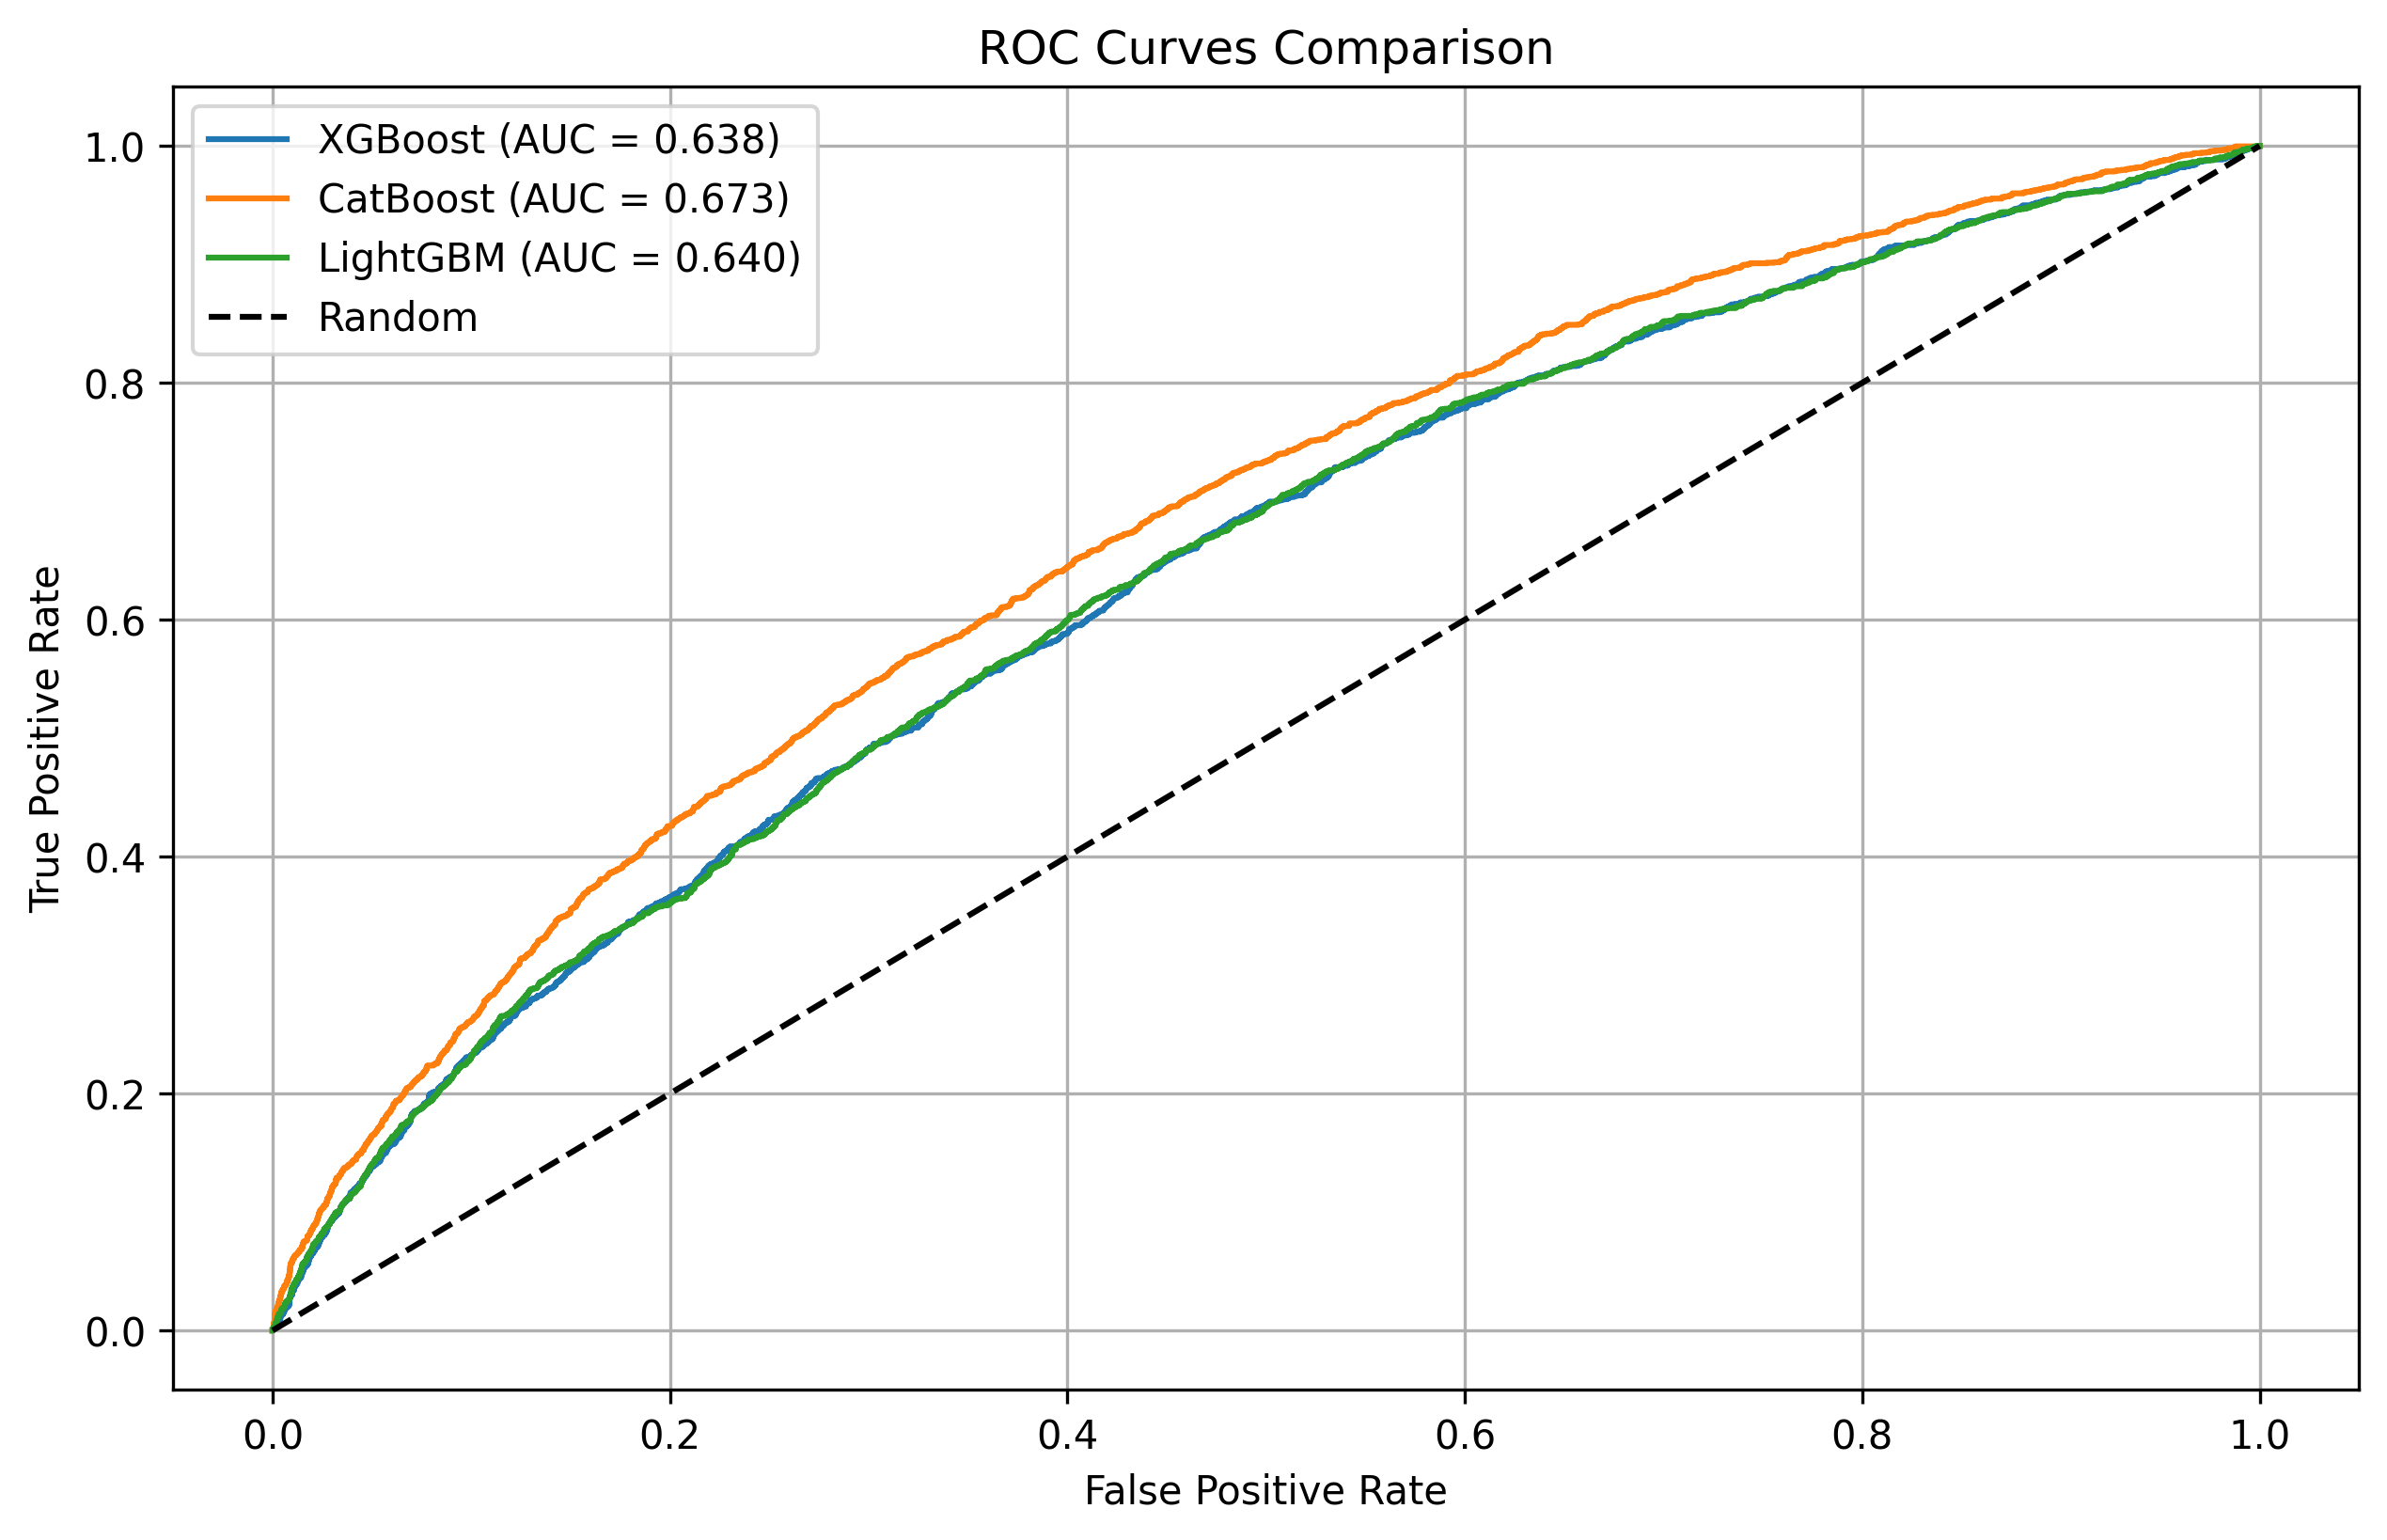 ROC Curves Comparison
XGBoost (AUC = 0.638)
CatBoost (AUC = 0.673)
LightGBM (AUC = 0.640)
Random
True Positive Rate
1.0
0.8
0.6
0.4
0.2
0.0
0.0 0.2 0.4 0.6 0.8 1.0
False Positive Rate